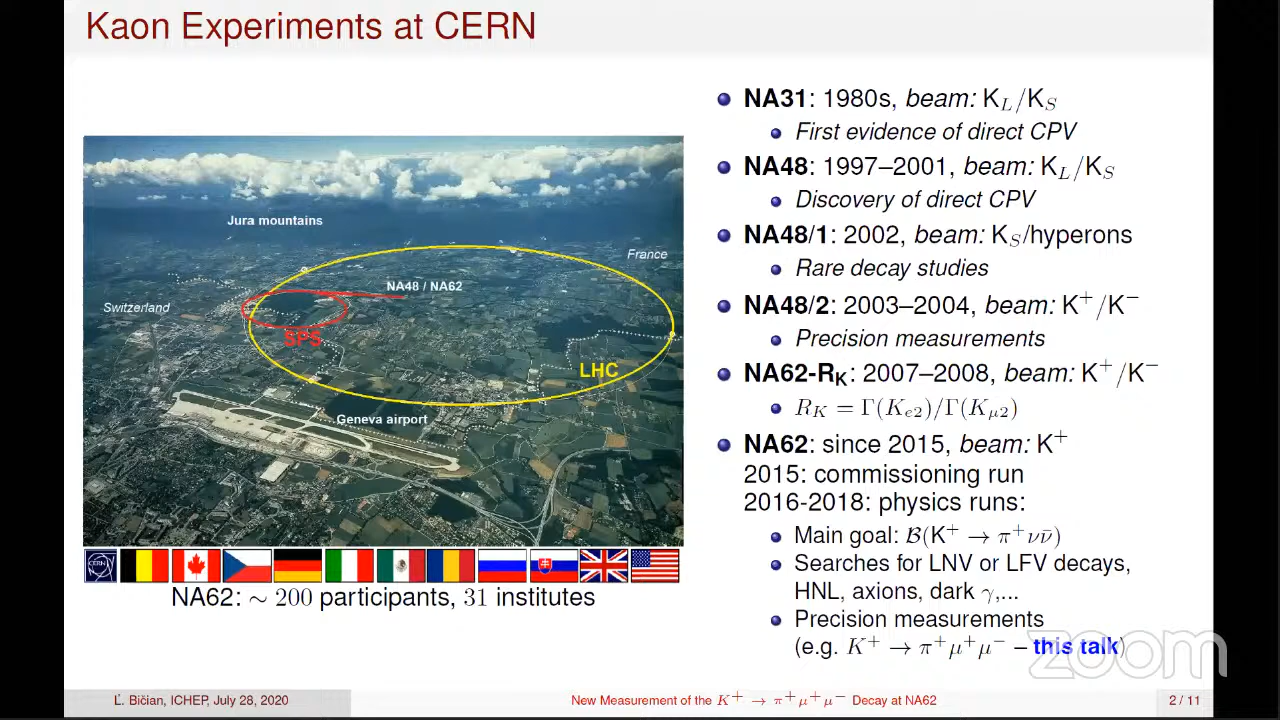 Kaon Experiments at CERN
Jura mountains
France
NA48 / NA62
Switzerland
SPS
LHC
Geneva airport
CERN
NA62: ∼ 200 participants, 31 institutes
NA31: 1980s, beam: K_L/K_S
First evidence of direct CPV
NA48: 1997–2001, beam: K_L/K_S
Discovery of direct CPV
NA48/1: 2002, beam: K_S/hyperons
Rare decay studies
NA48/2: 2003–2004, beam: K⁺/K⁻
Precision measurements
NA62-R_K: 2007–2008, beam: K⁺/K⁻
R_K = Γ(K_e2)/Γ(K_μ2)
NA62: since 2015, beam: K⁺
2015: commissioning run
2016-2018: physics runs:
Main goal: ℬ(K⁺ → π⁺νν̄)
Searches for LNV or LFV decays,
HNL, axions, dark γ,...
Precision measurements
(e.g. K⁺ → π⁺μ⁺μ⁻ – this talk)
zoom
Ľ. Bičian, ICHEP, July 28, 2020
New Measurement of the K⁺ → π⁺μ⁺μ⁻ Decay at NA62
2 / 11